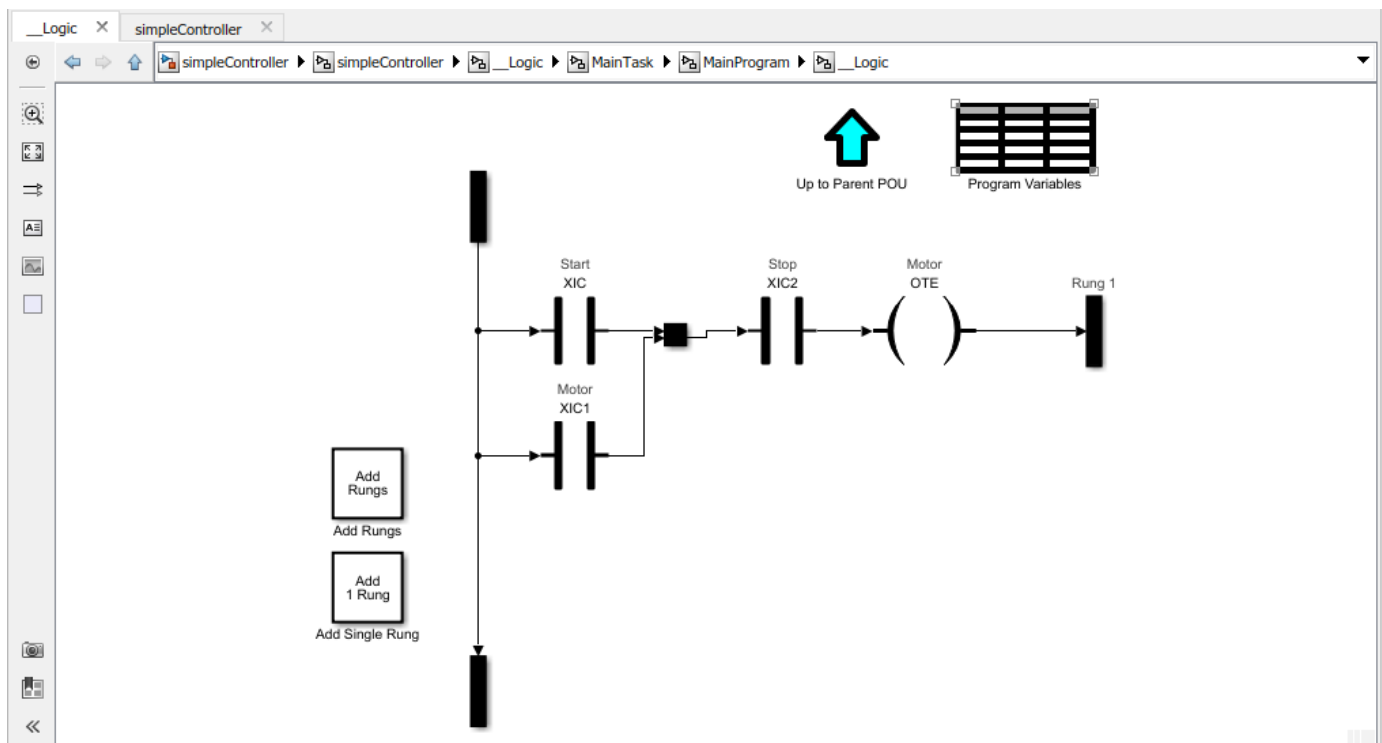 __Logic
simpleController
simpleController simpleController __Logic MainTask MainProgram __Logic
Up to Parent POU
Program Variables
Start
XIC
Stop
XIC2
Motor
OTE
Rung 1
Motor
XIC1
Add
Rungs
Add Rungs
Add
1 Rung
Add Single Rung